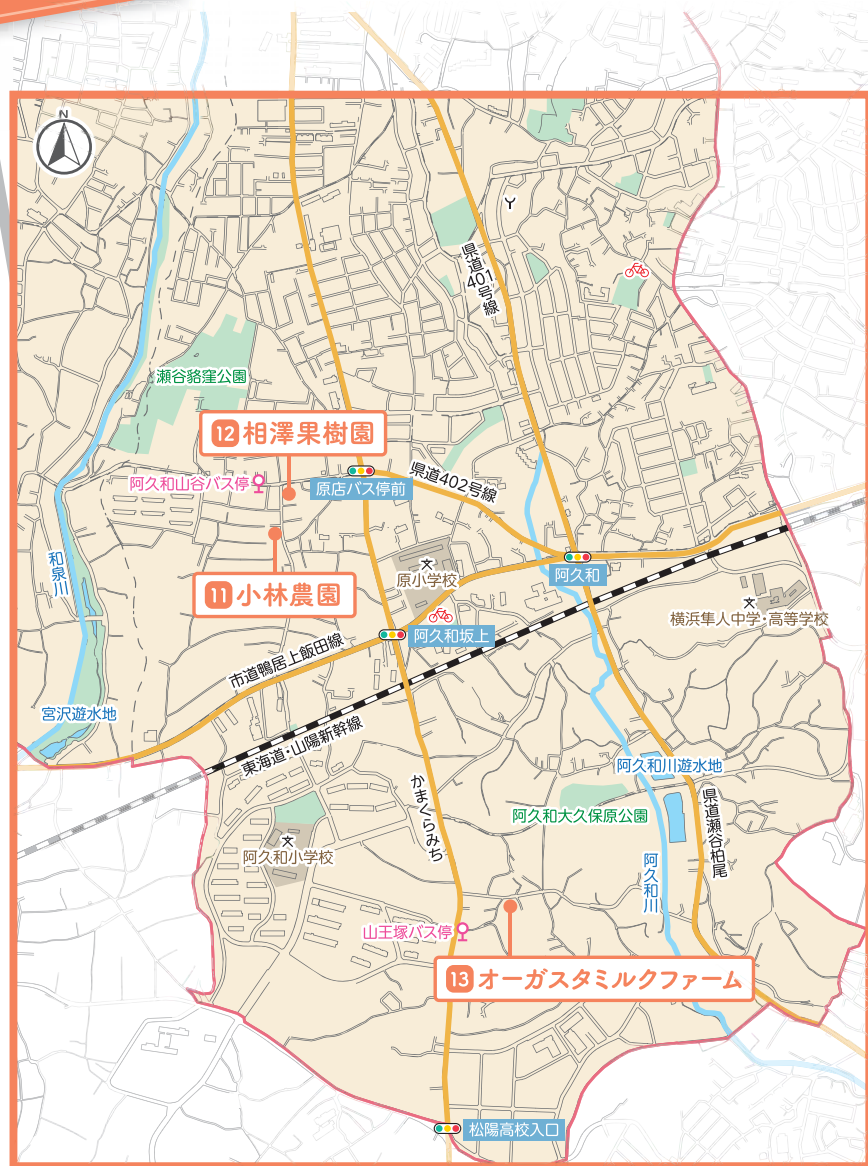 N
県道401号線
瀬谷貉窪公園
12 相澤果樹園
阿久和山谷バス停
原店バス停前
県道402号線
和泉川
阿久和
原小学校
11 小林農園
横浜隼人中学・高等学校
阿久和坂上
市道鴨居上飯田線
宮沢遊水地
東海道・山陽新幹線
阿久和川遊水地
かまくらみち
県道瀬谷柏尾
阿久和大久保原公園
阿久和小学校
阿久和川
山王塚バス停
13 オーガスタミルクファーム
松陽高校入口